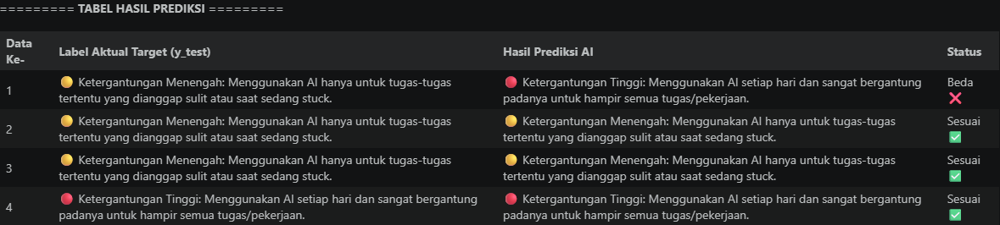 ========= TABEL HASIL PREDIKSI =========
Data Ke- Label Aktual Target (y_test) Hasil Prediksi AI Status
1 🟡 Ketergantungan Menengah: Menggunakan AI hanya untuk tugas-tugas tertentu yang dianggap sulit atau saat sedang stuck. 🔴 Ketergantungan Tinggi: Menggunakan AI setiap hari dan sangat bergantung padanya untuk hampir semua tugas/pekerjaan. Beda ❌
2 🟡 Ketergantungan Menengah: Menggunakan AI hanya untuk tugas-tugas tertentu yang dianggap sulit atau saat sedang stuck. 🟡 Ketergantungan Menengah: Menggunakan AI hanya untuk tugas-tugas tertentu yang dianggap sulit atau saat sedang stuck. Sesuai ✅
3 🟡 Ketergantungan Menengah: Menggunakan AI hanya untuk tugas-tugas tertentu yang dianggap sulit atau saat sedang stuck. 🟡 Ketergantungan Menengah: Menggunakan AI hanya untuk tugas-tugas tertentu yang dianggap sulit atau saat sedang stuck. Sesuai ✅
4 🔴 Ketergantungan Tinggi: Menggunakan AI setiap hari dan sangat bergantung padanya untuk hampir semua tugas/pekerjaan. 🔴 Ketergantungan Tinggi: Menggunakan AI setiap hari dan sangat bergantung padanya untuk hampir semua tugas/pekerjaan. Sesuai ✅